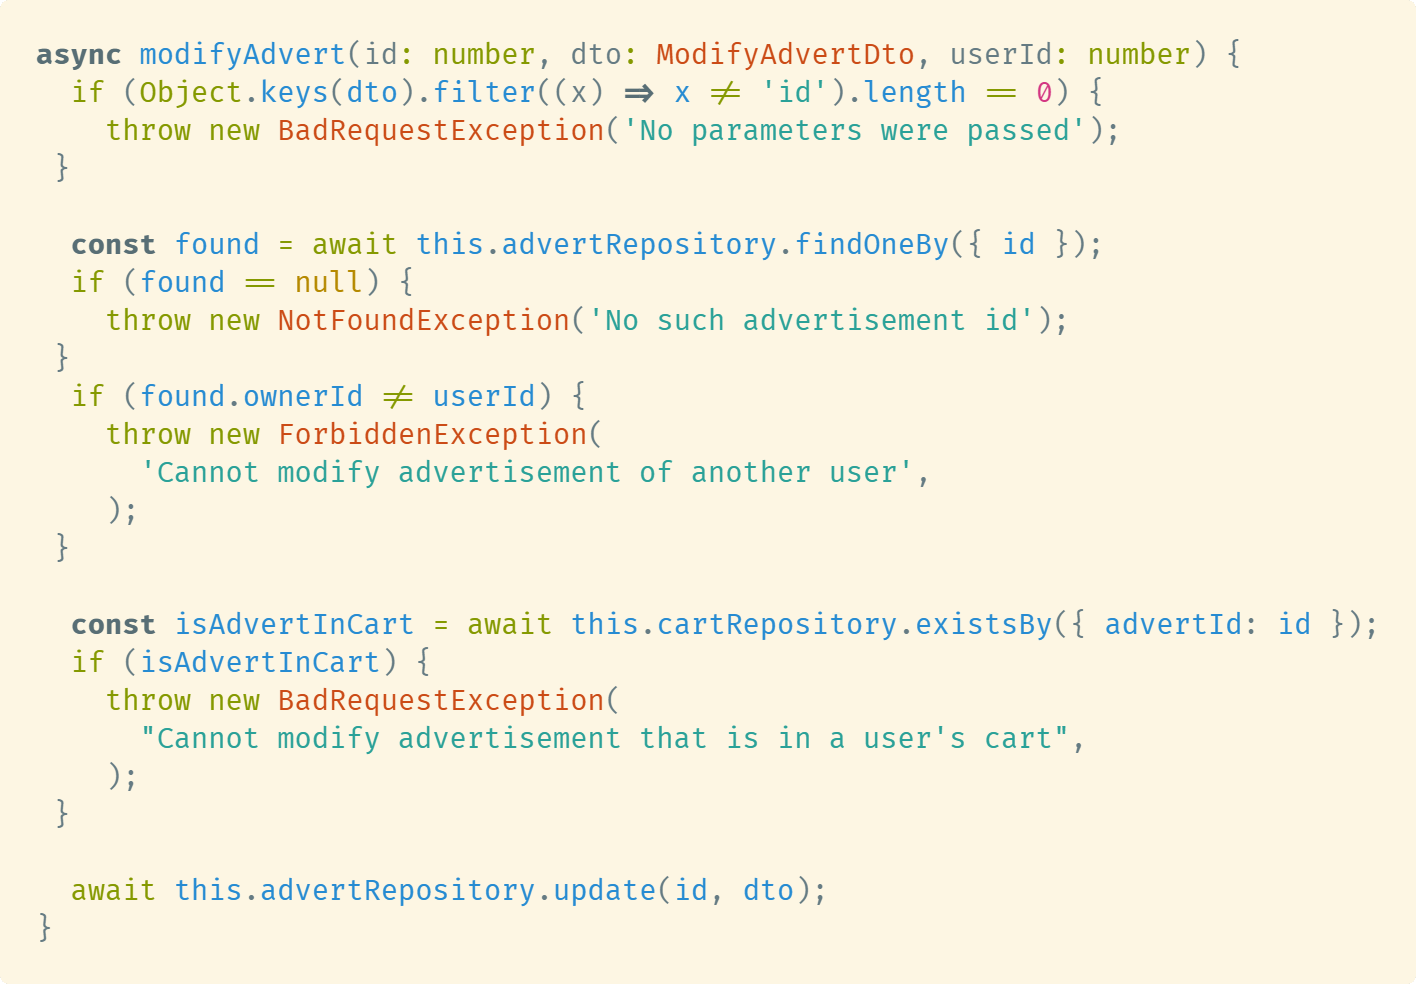 async modifyAdvert(id: number, dto: ModifyAdvertDto, userId: number) {
  if (Object.keys(dto).filter((x) => x != 'id').length == 0) {
    throw new BadRequestException('No parameters were passed');
  }

  const found = await this.advertRepository.findOneBy({ id });
  if (found == null) {
    throw new NotFoundException('No such advertisement id');
  }
  if (found.ownerId != userId) {
    throw new ForbiddenException(
      'Cannot modify advertisement of another user',
    );
  }

  const isAdvertInCart = await this.cartRepository.existsBy({ advertId: id });
  if (isAdvertInCart) {
    throw new BadRequestException(
      "Cannot modify advertisement that is in a user's cart",
    );
  }

  await this.advertRepository.update(id, dto);
}